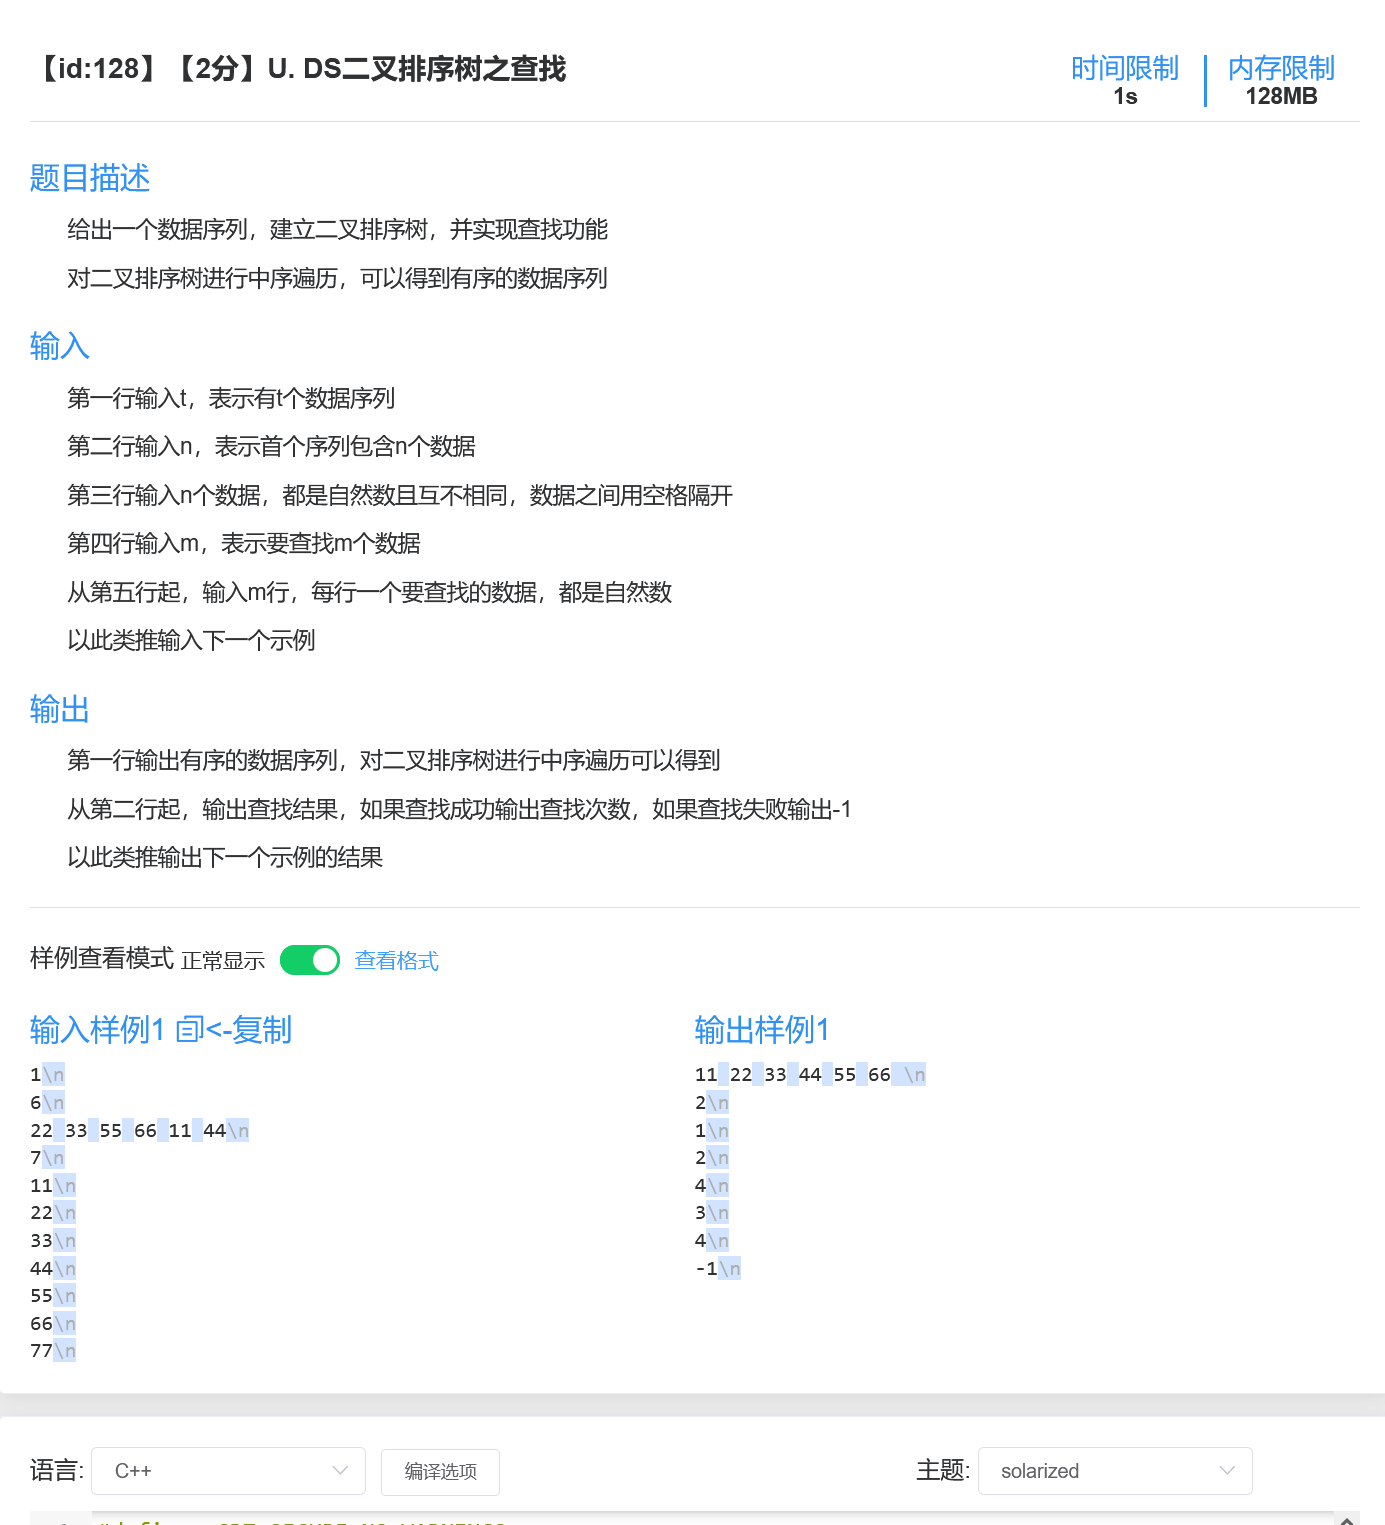 【id:128】【2分】U. DS二叉排序树之查找
时间限制
1s
内存限制
128MB
题目描述
给出一个数据序列，建立二叉排序树，并实现查找功能
对二叉排序树进行中序遍历，可以得到有序的数据序列
输入
第一行输入t，表示有t个数据序列
第二行输入n，表示首个序列包含n个数据
第三行输入n个数据，都是自然数且互不相同，数据之间用空格隔开
第四行输入m，表示要查找m个数据
从第五行起，输入m行，每行一个要查找的数据，都是自然数
以此类推输入下一个示例
输出
第一行输出有序的数据序列，对二叉排序树进行中序遍历可以得到
从第二行起，输出查找结果，如果查找成功输出查找次数，如果查找失败输出-1
以此类推输出下一个示例的结果
样例查看模式 正常显示 查看格式
输入样例1 <-复制
1\n
6\n
22 33 55 66 11 44\n
7\n
11\n
22\n
33\n
44\n
55\n
66\n
77\n
输出样例1
11 22 33 44 55 66 \n
2\n
1\n
2\n
4\n
3\n
4\n
-1\n
语言: C++ 编译选项 主题: solarized